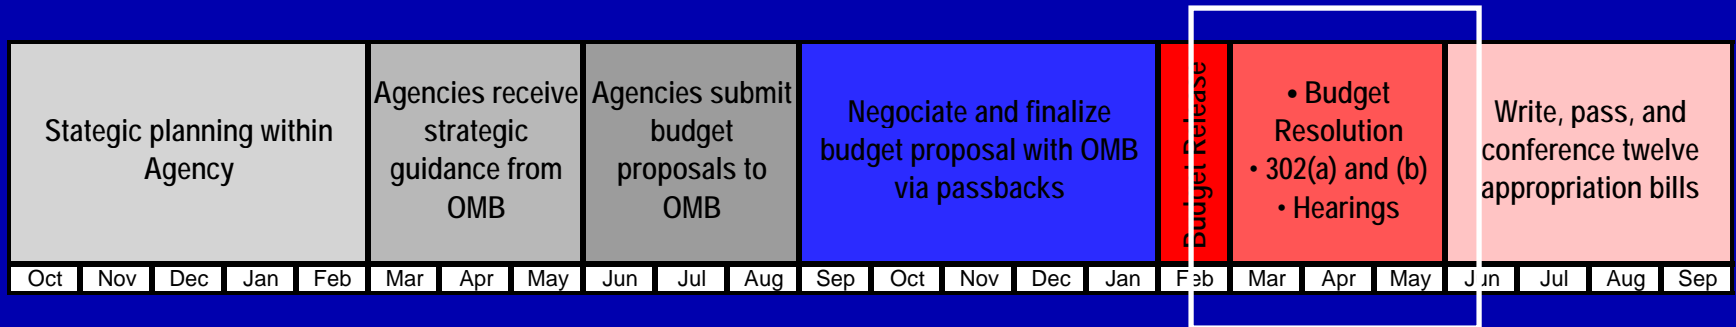 Stategic planning within
Agency
Agencies receive
strategic
guidance from
OMB
Agencies submit
budget
proposals to
OMB
Negociate and finalize
budget proposal with OMB
via passbacks
Budget Release
• Budget
Resolution
• 302(a) and (b)
• Hearings
Write, pass, and
conference twelve
appropriation bills
Oct Nov Dec Jan Feb Mar Apr May Jun Jul Aug Sep Oct Nov Dec Jan Feb Mar Apr May Jun Jul Aug Sep